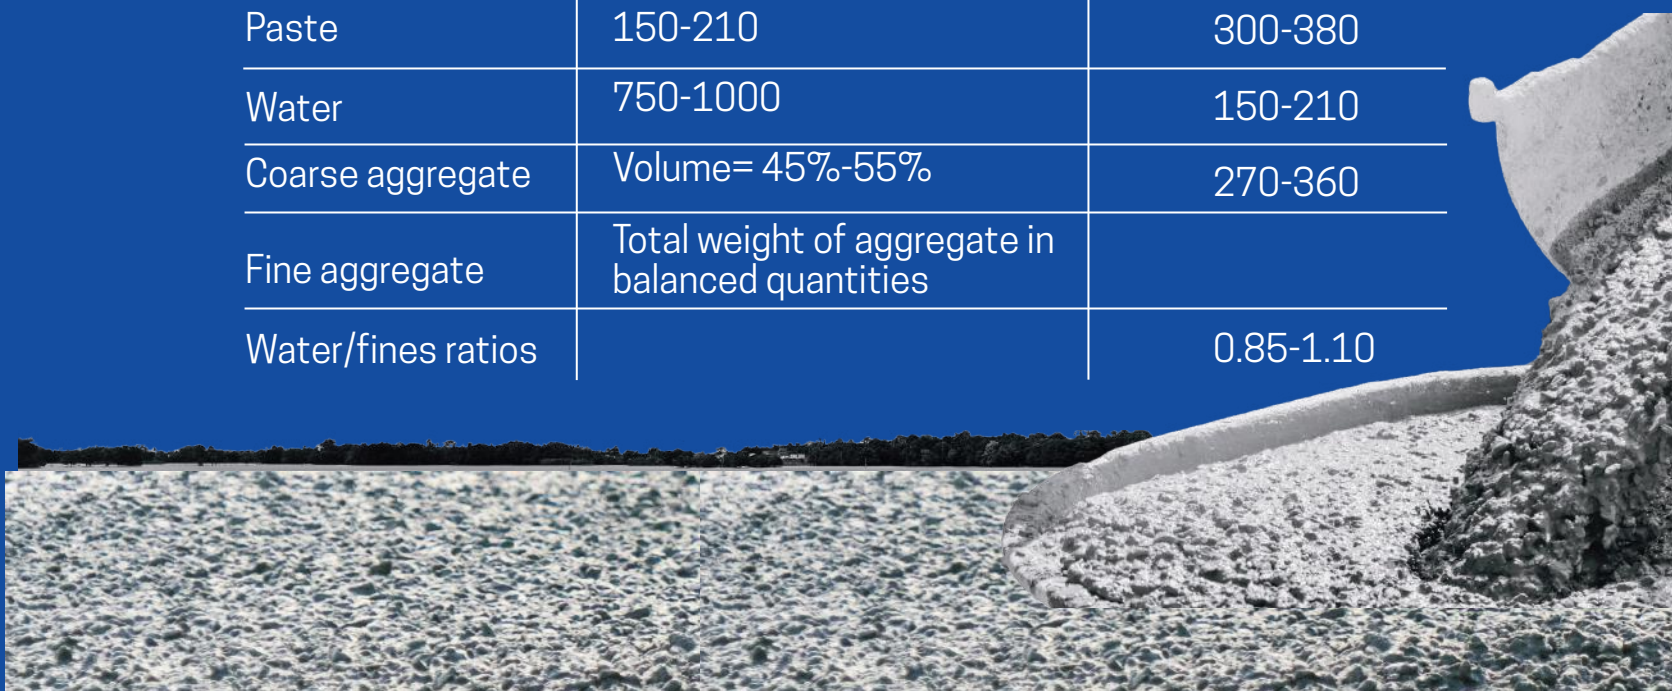 Paste 150-210 300-380
Water 750-1000 150-210
Coarse aggregate Volume= 45%-55% 270-360
Fine aggregate Total weight of aggregate in
balanced quantities
Water/fines ratios 0.85-1.10